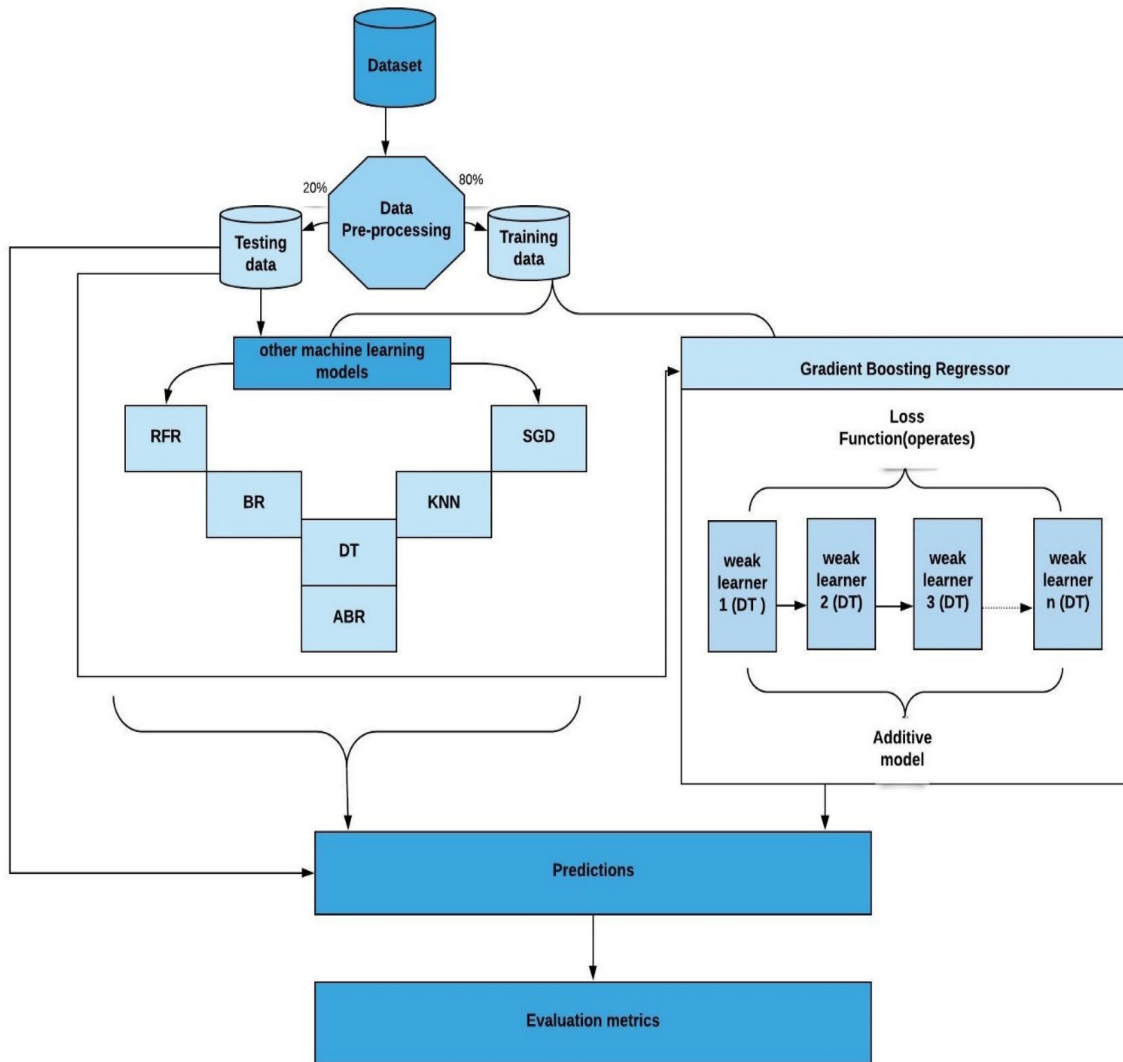 Dataset
20%
80%
Data
Pre-processing
Testing
data
Training
data
other machine learning
models
Gradient Boosting Regressor
RFR
SGD
BR
KNN
DT
ABR
Loss
Function(operates)
weak
learner
1 (DT )
weak
learner
2 (DT)
weak
learner
3 (DT)
weak
learner
n (DT)
Additive
model
Predictions
Evaluation metrics